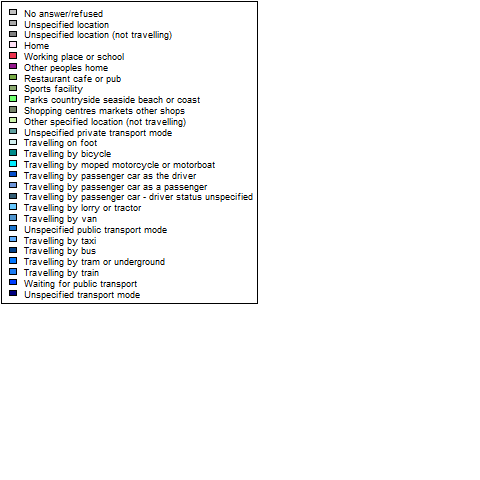 No answer/refused
Unspecified location
Unspecified location (not travelling)
Home
Working place or school
Other peoples home
Restaurant cafe or pub
Sports facility
Parks countryside seaside beach or coast
Shopping centres markets other shops
Other specified location (not travelling)
Unspecified private transport mode
Travelling on foot
Travelling by bicycle
Travelling by moped motorcycle or motorboat
Travelling by passenger car as the driver
Travelling by passenger car as a passenger
Travelling by passenger car - driver status unspecified
Travelling by lorry or tractor
Travelling by van
Unspecified public transport mode
Travelling by taxi
Travelling by bus
Travelling by tram or underground
Travelling by train
Waiting for public transport
Unspecified transport mode